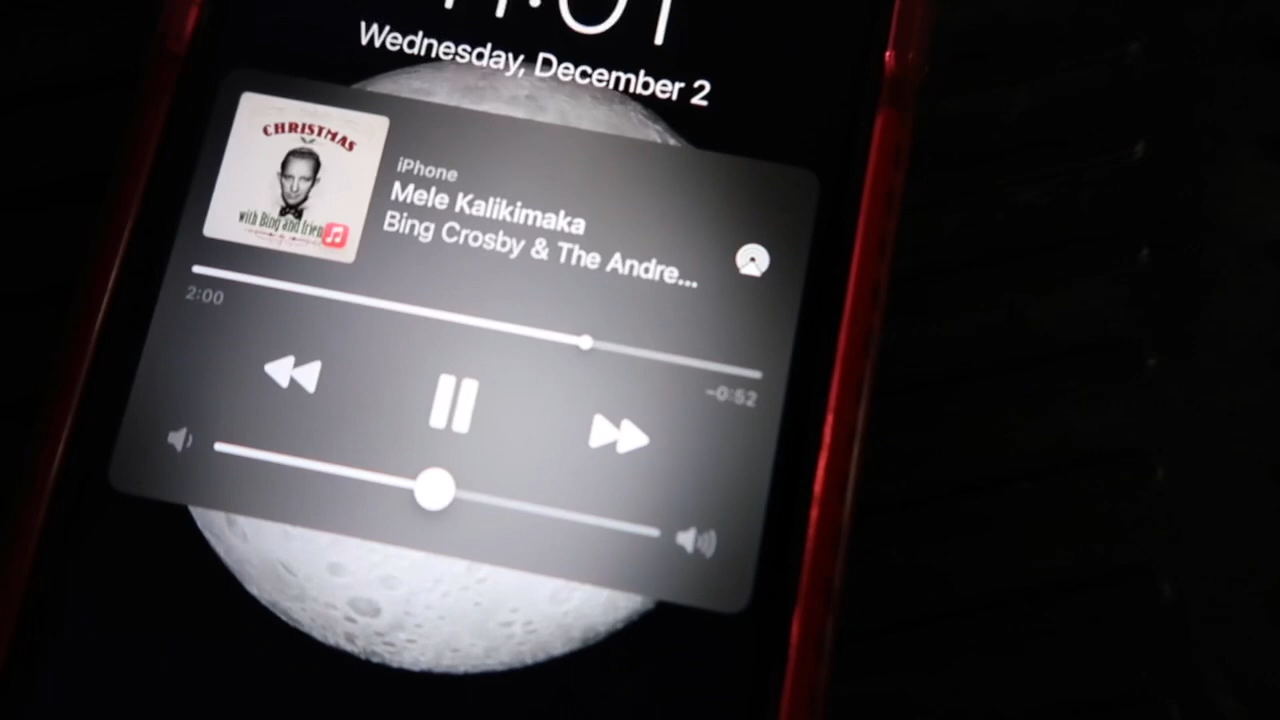 Wednesday, December 2
CHRISTMAS
with Bing and frien
iPhone
Mele Kalikimaka
Bing Crosby & The Andre...
2:00
-0:52